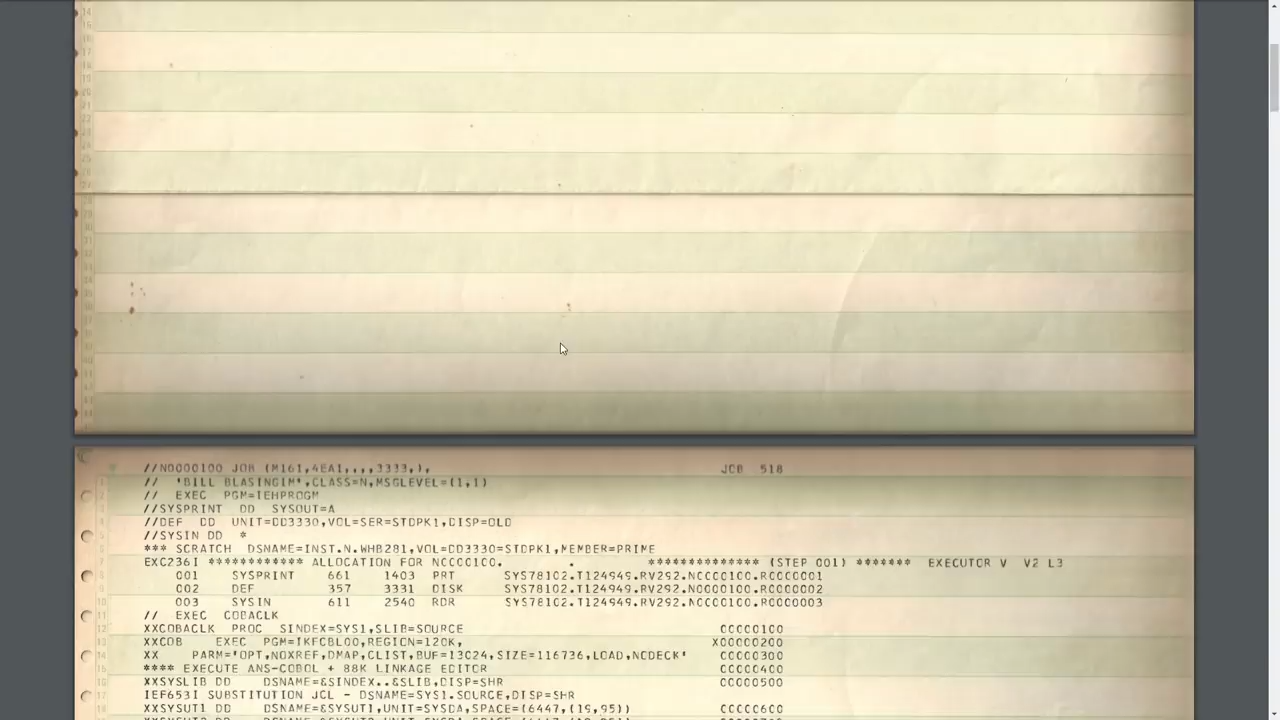 //N0000100 JOB (M161,4EA1,,,,3333,), JOB 518
// 'BILL BLASINGIM',CLASS=N,MSGLEVEL=(1,1)
// EXEC PGM=IEHPROGM
//SYSPRINT DD SYSOUT=A
//DEF DD UNIT=DD3330,VOL=SER=STDPK1,DISP=OLD
//SYSIN DD *
*** SCRATCH DSNAME=INST.N.WHB281,VOL=DD3330=STDPK1,MEMBER=PRIME
EXC236I ************ ALLOCATION FOR N0000100. ************* (STEP 001) ******* EXECUTOR V V2 L3
001 SYSPRINT 661 1403 PRT SYS78102.T124949.RV292.N0000100.R0000001
002 DEF 357 3331 DISK SYS78102.T124949.RV292.N0000100.R0000002
003 SYSIN 611 2540 RDR SYS78102.T124949.RV292.N0000100.R0000003
// EXEC COBACLK
XXCOBACLK PROC SINDEX=SYS1,SLIB=SOURCE 00000100
XXCOB EXEC PGM=IKFCBL00,REGION=120K, X00000200
XX PARM='OPT,NOXREF,DMAP,CLIST,BUF=13024,SIZE=116736,LOAD,NODECK' 00000300
**** EXECUTE ANS-COBOL + 88K LINKAGE EDITOR 00000400
XXSYSLIB DD DSNAME=&SINDEX..&SLIB,DISP=SHR 00000500
IEF653I SUBSTITUTION JCL - DSNAME=SYS1.SOURCE,DISP=SHR
XXSYSUT1 DD DSNAME=&SYSUT1,UNIT=SYSDA,SPACE=(6447,(19,95)) 00000600